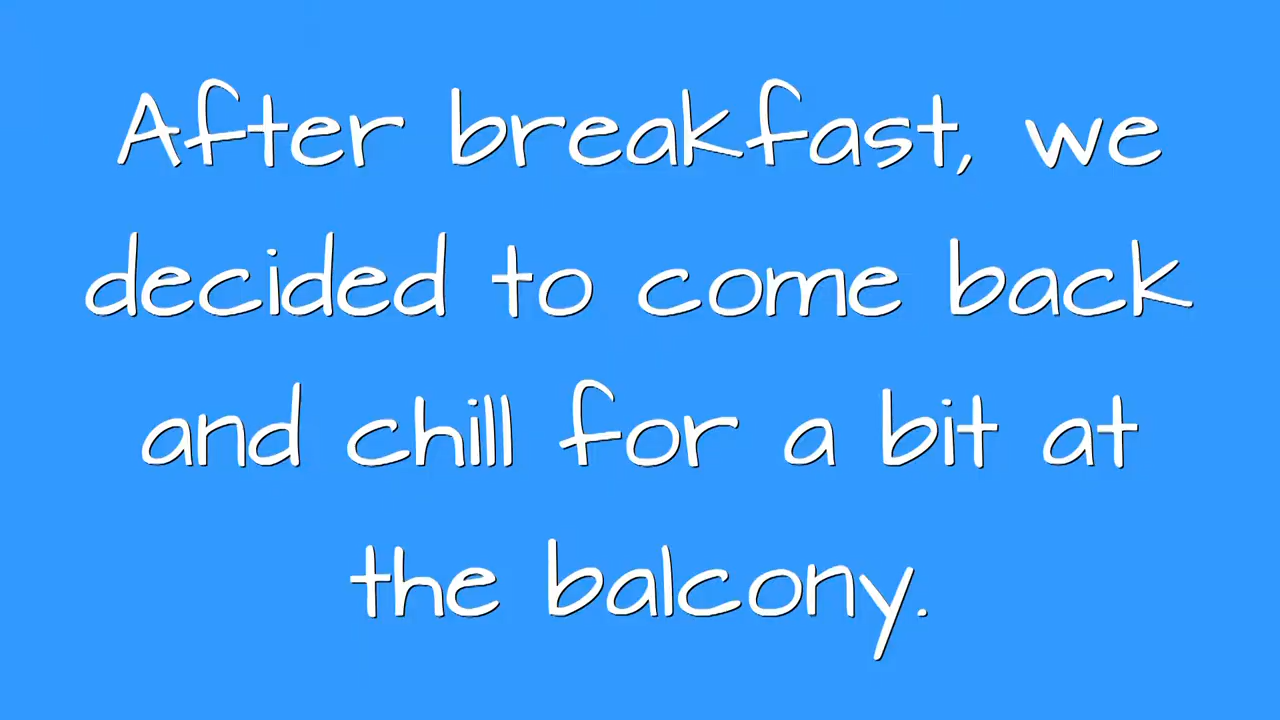 After breakfast, we
decided to come back
and chill for a bit at
the balcony.